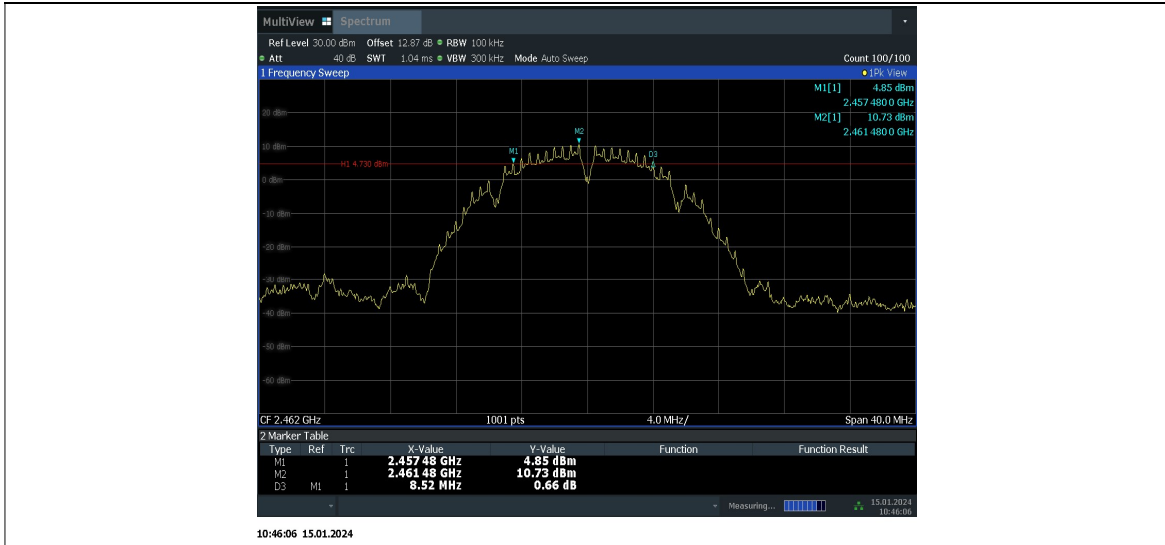 MultiView Spectrum
Ref Level 30.00 dBm Offset 12.87 dB RBW 100 kHz
Att 40 dB SWT 1.04 ms VBW 300 kHz Mode Auto Sweep Count 100/100
1 Frequency Sweep 1Pk View
M1[1] 4.85 dBm
2.457 480 0 GHz
M2[1] 10.73 dBm
2.461 480 0 GHz
20 dBm
M2
10 dBm
M1
D3
H1 4.730 dBm
0 dBm
-10 dBm
-20 dBm
-30 dBm
-40 dBm
-50 dBm
-60 dBm
CF 2.462 GHz 1001 pts 4.0 MHz/ Span 40.0 MHz
2 Marker Table
Type Ref Trc X-Value Y-Value Function Function Result
M1 1 2.457 48 GHz 4.85 dBm
M2 1 2.461 48 GHz 10.73 dBm
D3 M1 1 8.52 MHz 0.66 dB
Measuring... 15.01.2024
10:46:06
10:46:06 15.01.2024